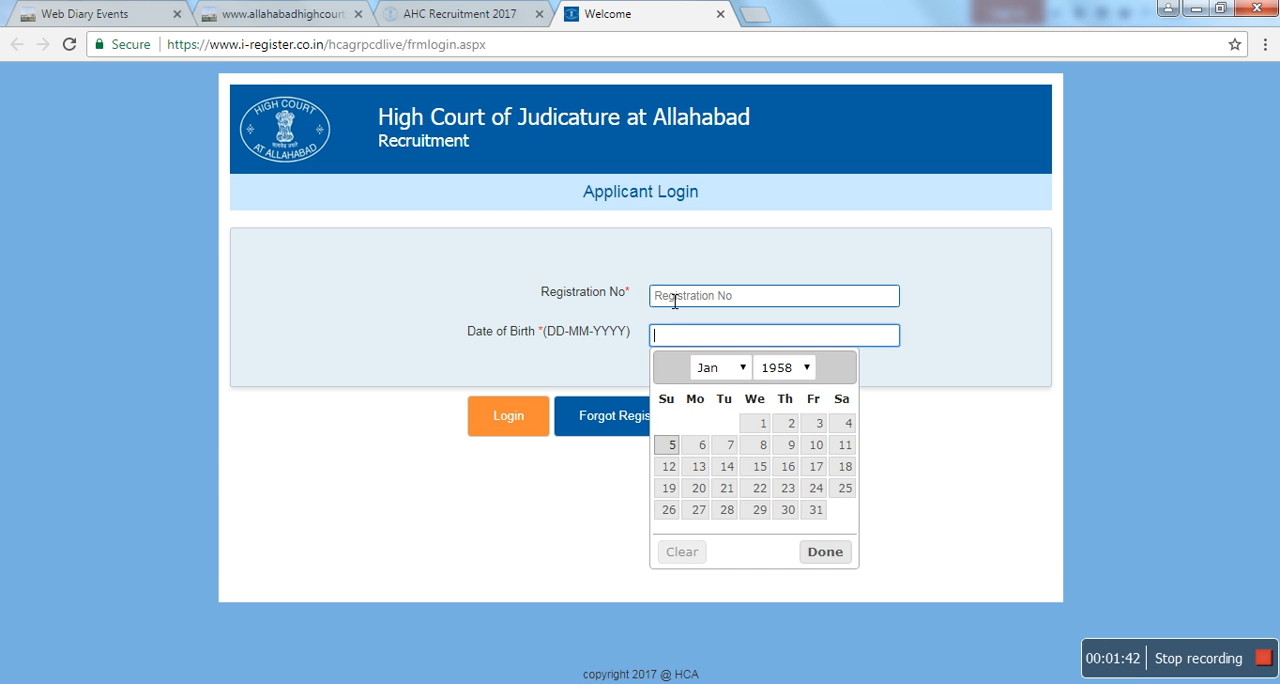 Web Diary Events
www.allahabadhighcourt
AHC Recruitment 2017
Welcome
Secure
https://www.i-register.co.in/hcagrpcdlive/frmlogin.aspx
HIGH COURT
AT ALLAHABAD
High Court of Judicature at Allahabad
Recruitment
Applicant Login
Registration No*
Registration No
Date of Birth *(DD-MM-YYYY)
Jan 1958
Su Mo Tu We Th Fr Sa
1 2 3 4
5 6 7 8 9 10 11
12 13 14 15 16 17 18
19 20 21 22 23 24 25
26 27 28 29 30 31
Clear Done
Login
Forgot Regis
00:01:42 Stop recording
copyright 2017 @ HCA